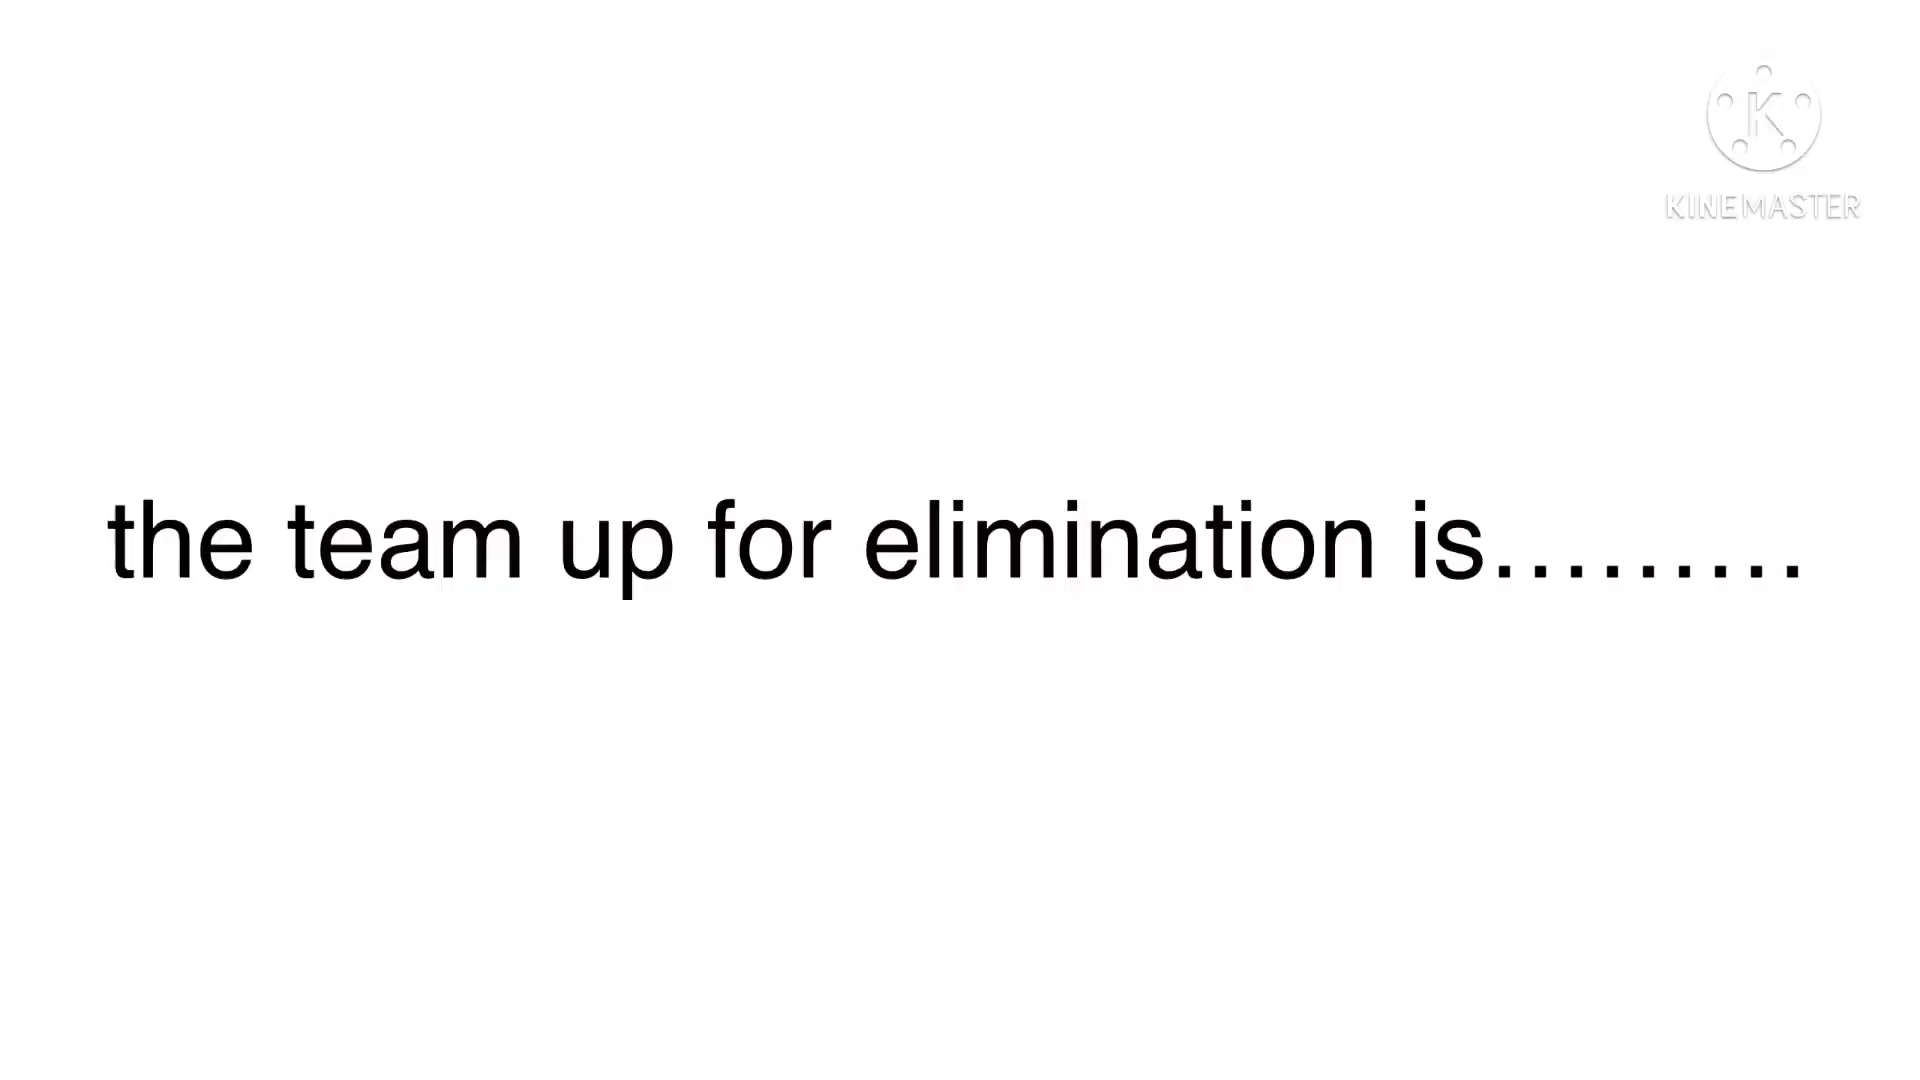 K
KINEMASTER
the team up for elimination is.........